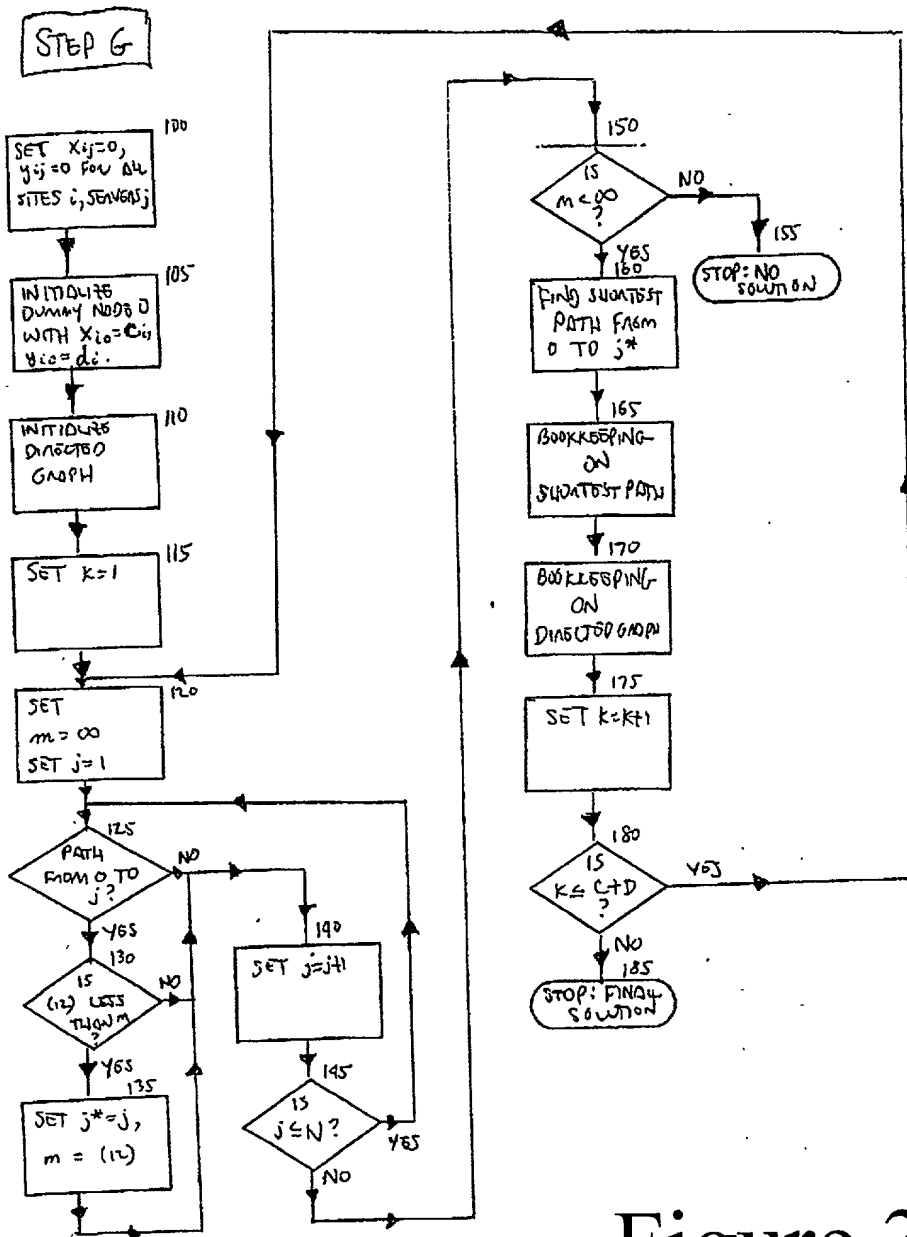 STEP G
100
SET Xij=0,
yij=0 FOR ALL
SITES i, SERVERS j
105
INITIALIZE
DUMMY NODE 0
WITH Xio=Ci,
yio=di.
110
INITIALIZE
DIRECTED
GRAPH
115
SET K=1
120
SET
m=∞
SET j=1
125
PATH
FROM 0 TO
j?
NO
YES
130
IS
(12) LESS
THAN m
?
NO
YES
135
SET j*=j,
m = (12)
140
SET j=j+1
145
IS
j≤N?
YES
NO
150
IS
m<∞
?
NO
155
STOP: NO
SOLUTION
YES
160
FIND SHORTEST
PATH FROM
0 TO j*
165
BOOKKEEPING
ON
SHORTEST PATH
170
BOOKKEEPING
ON
DIRECTED GRAPH
175
SET K=K+1
180
IS
K≤C+D
?
YES
NO
185
STOP: FINAL
SOLUTION